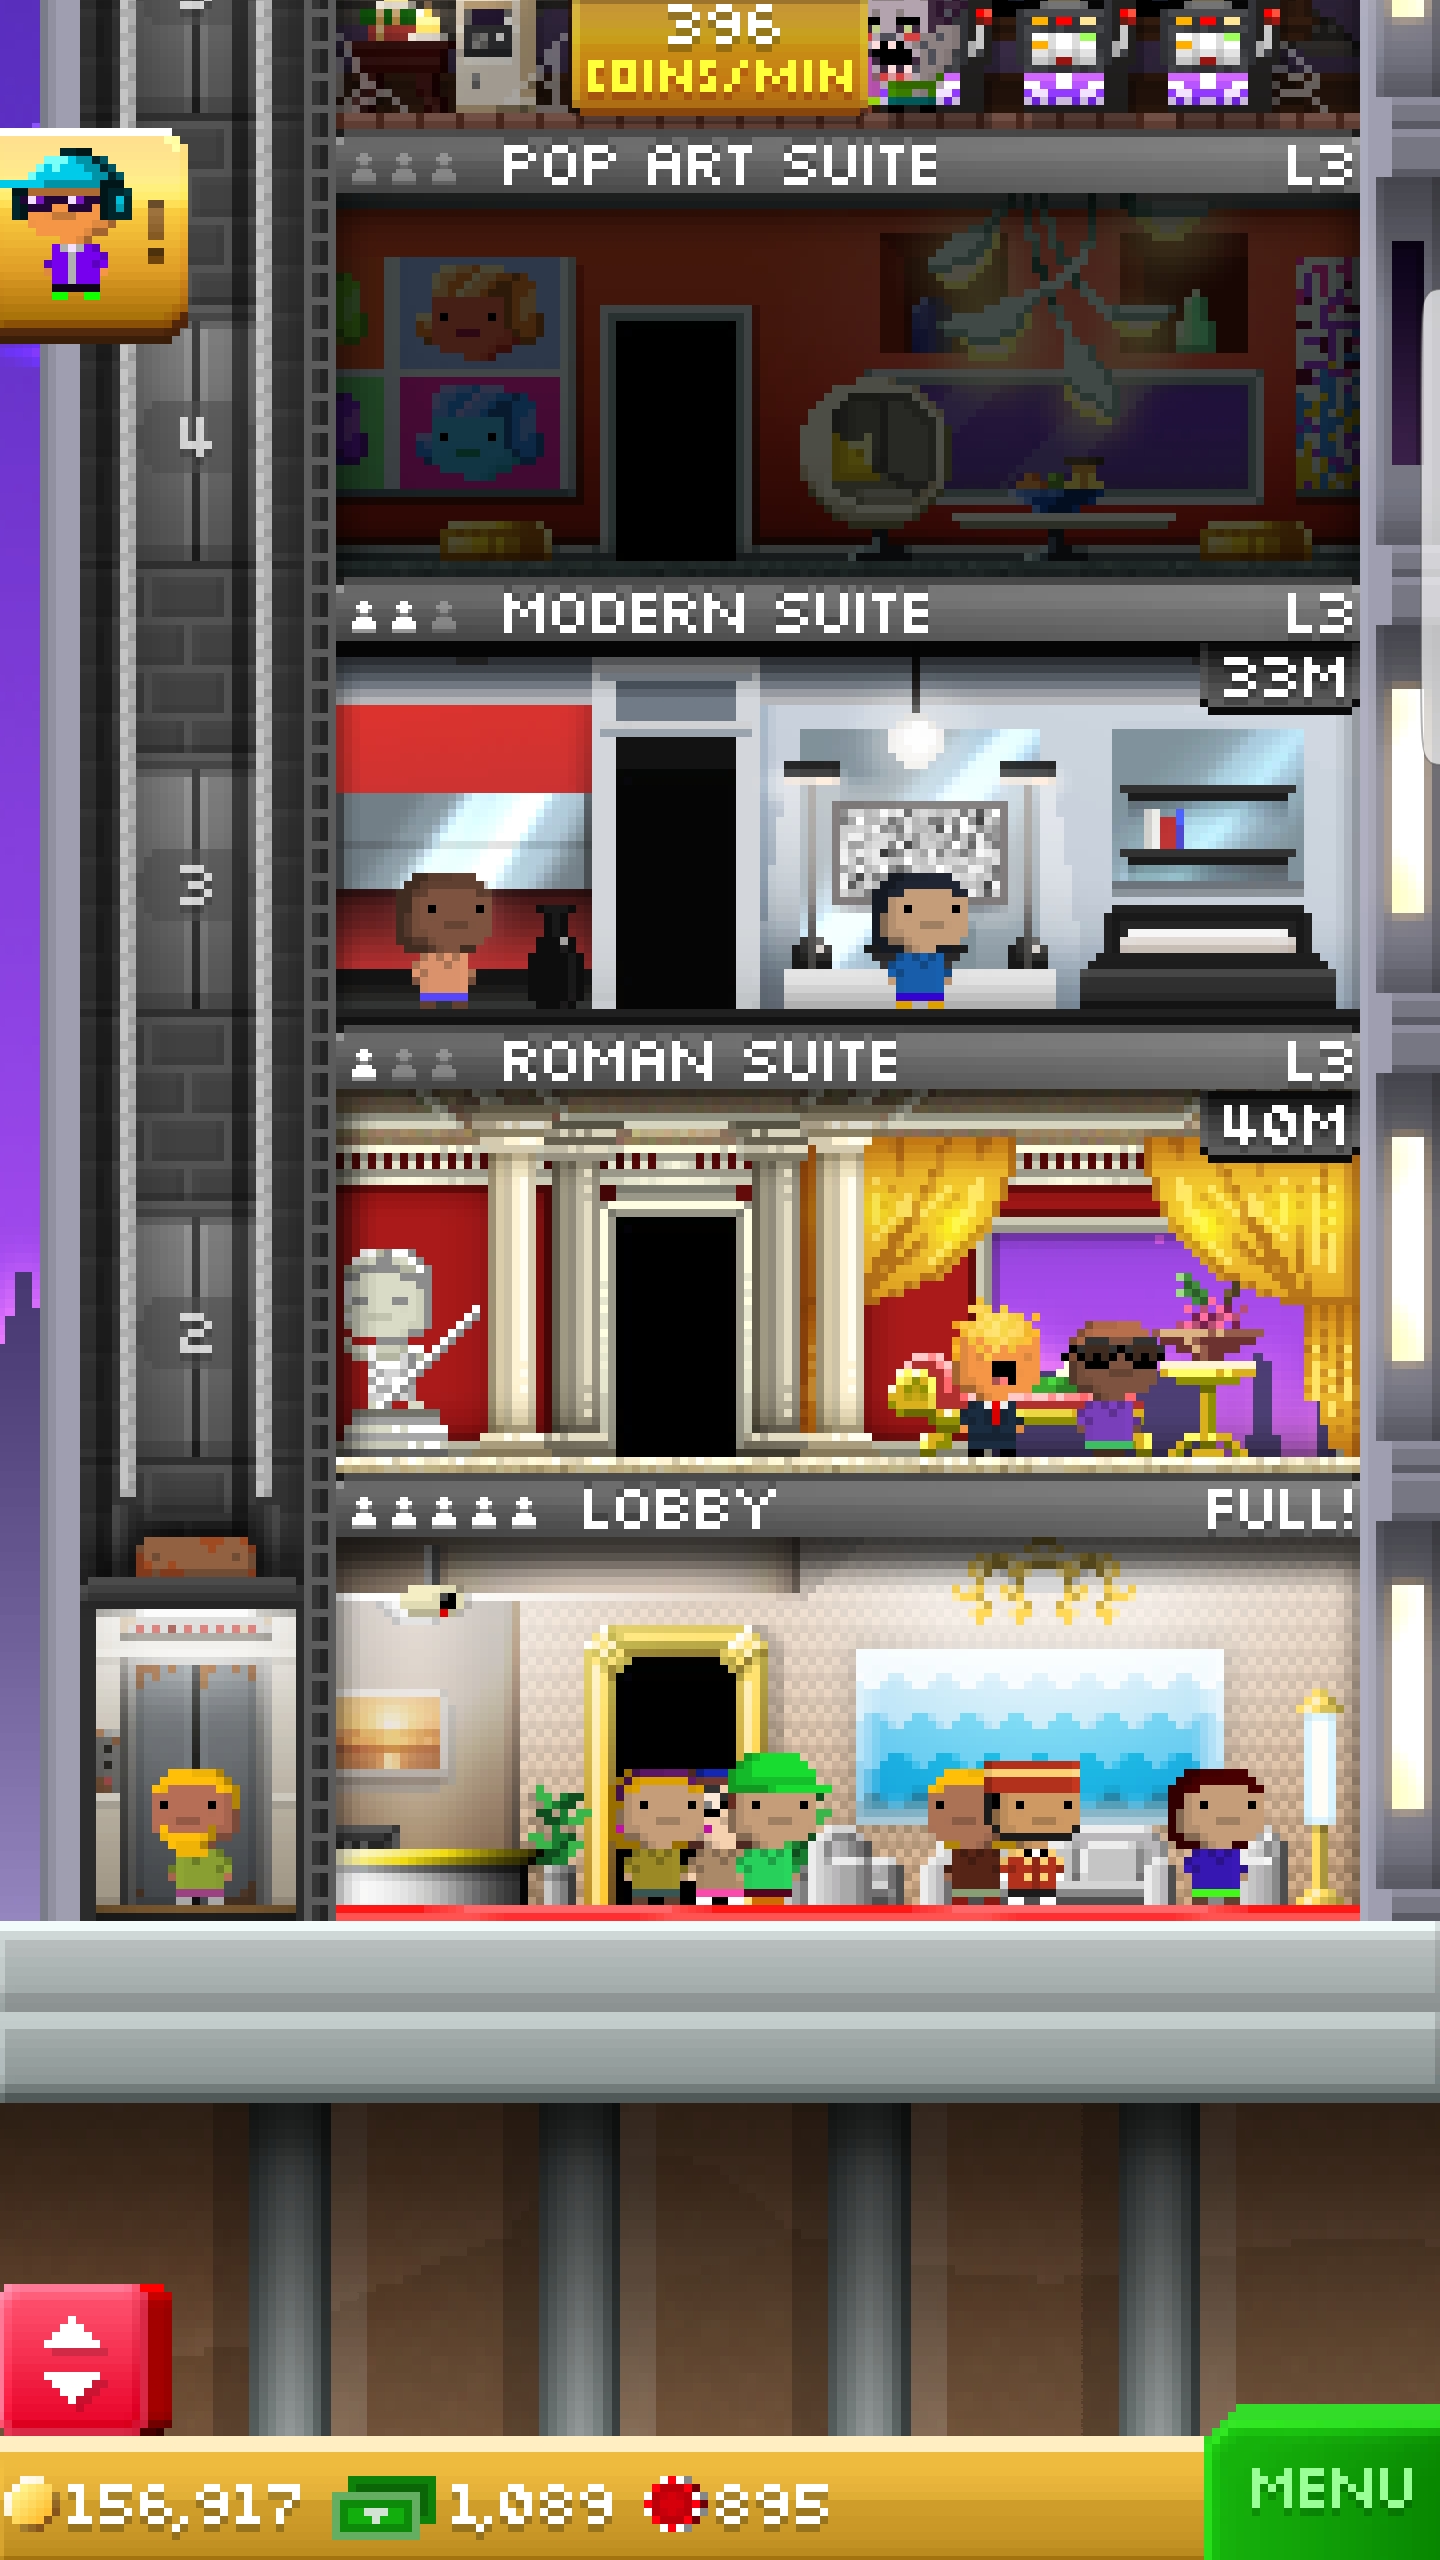 396
COINS/MIN
POP ART SUITE L3
!
4
MODERN SUITE L3
33M
3
ROMAN SUITE L3
40M
2
LOBBY FULL!
156,917 1,089 895
MENU